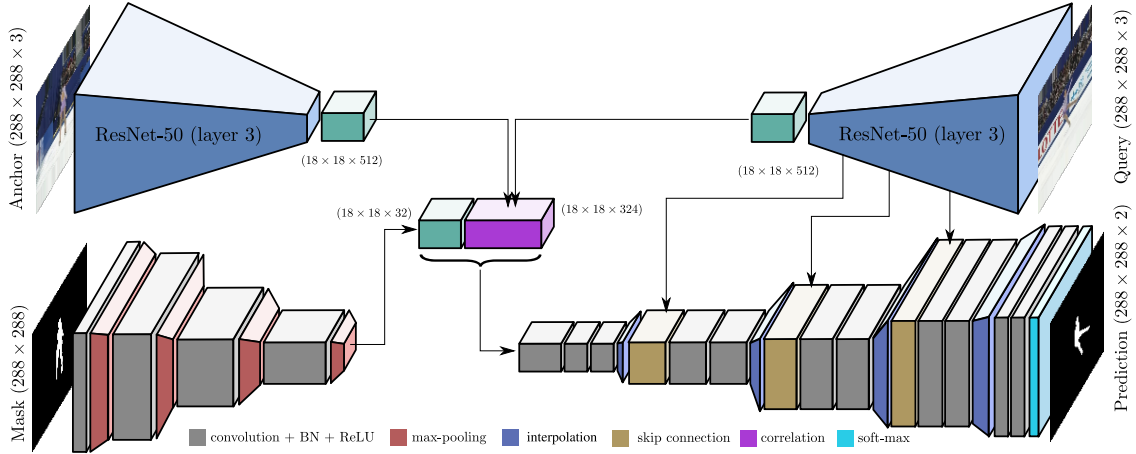 Anchor (288 × 288 × 3)
ResNet-50 (layer 3)
(18 × 18 × 512)
ResNet-50 (layer 3)
(18 × 18 × 512)
Query (288 × 288 × 3)
LOTTE
(18 × 18 × 32)
(18 × 18 × 324)
Mask (288 × 288)
Prediction (288 × 288 × 2)
convolution + BN + ReLU
max-pooling
interpolation
skip connection
correlation
soft-max